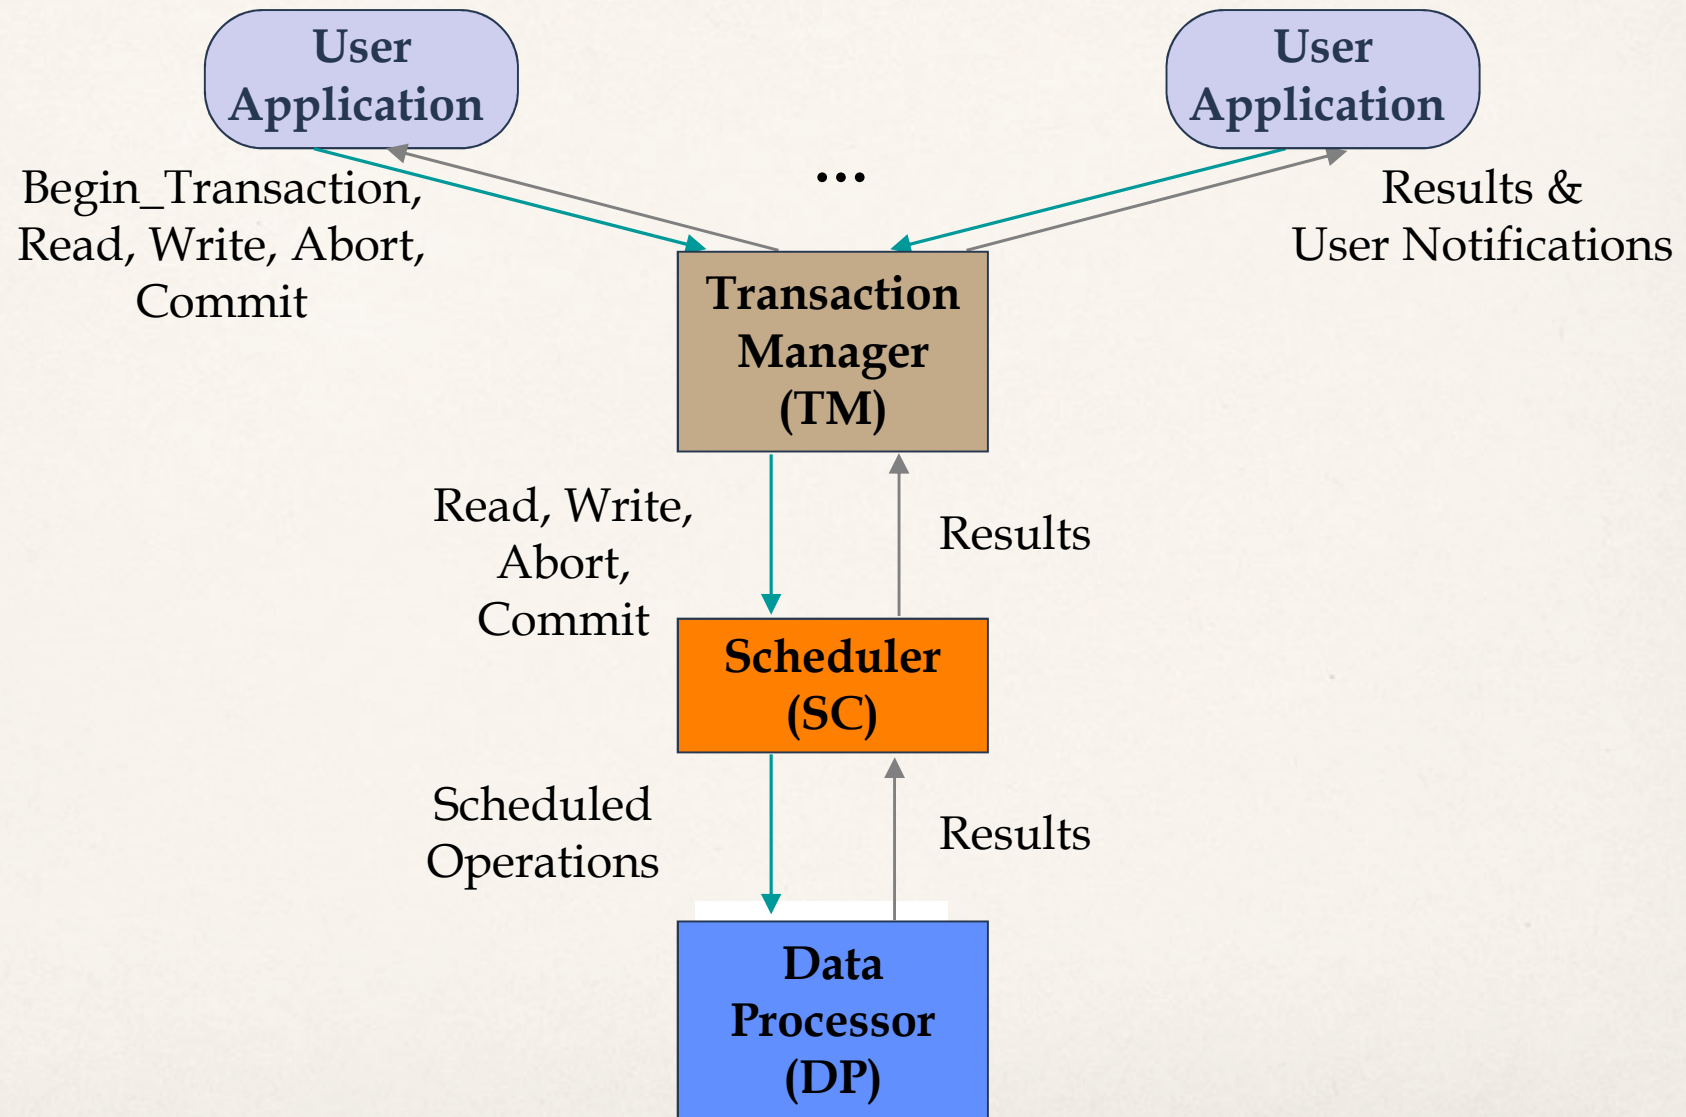 User
Application
User
Application
...
Begin_Transaction,
Read, Write, Abort,
Commit
Results &
User Notifications
Transaction
Manager
(TM)
Read, Write,
Abort,
Commit
Results
Scheduler
(SC)
Scheduled
Operations
Results
Data
Processor
(DP)